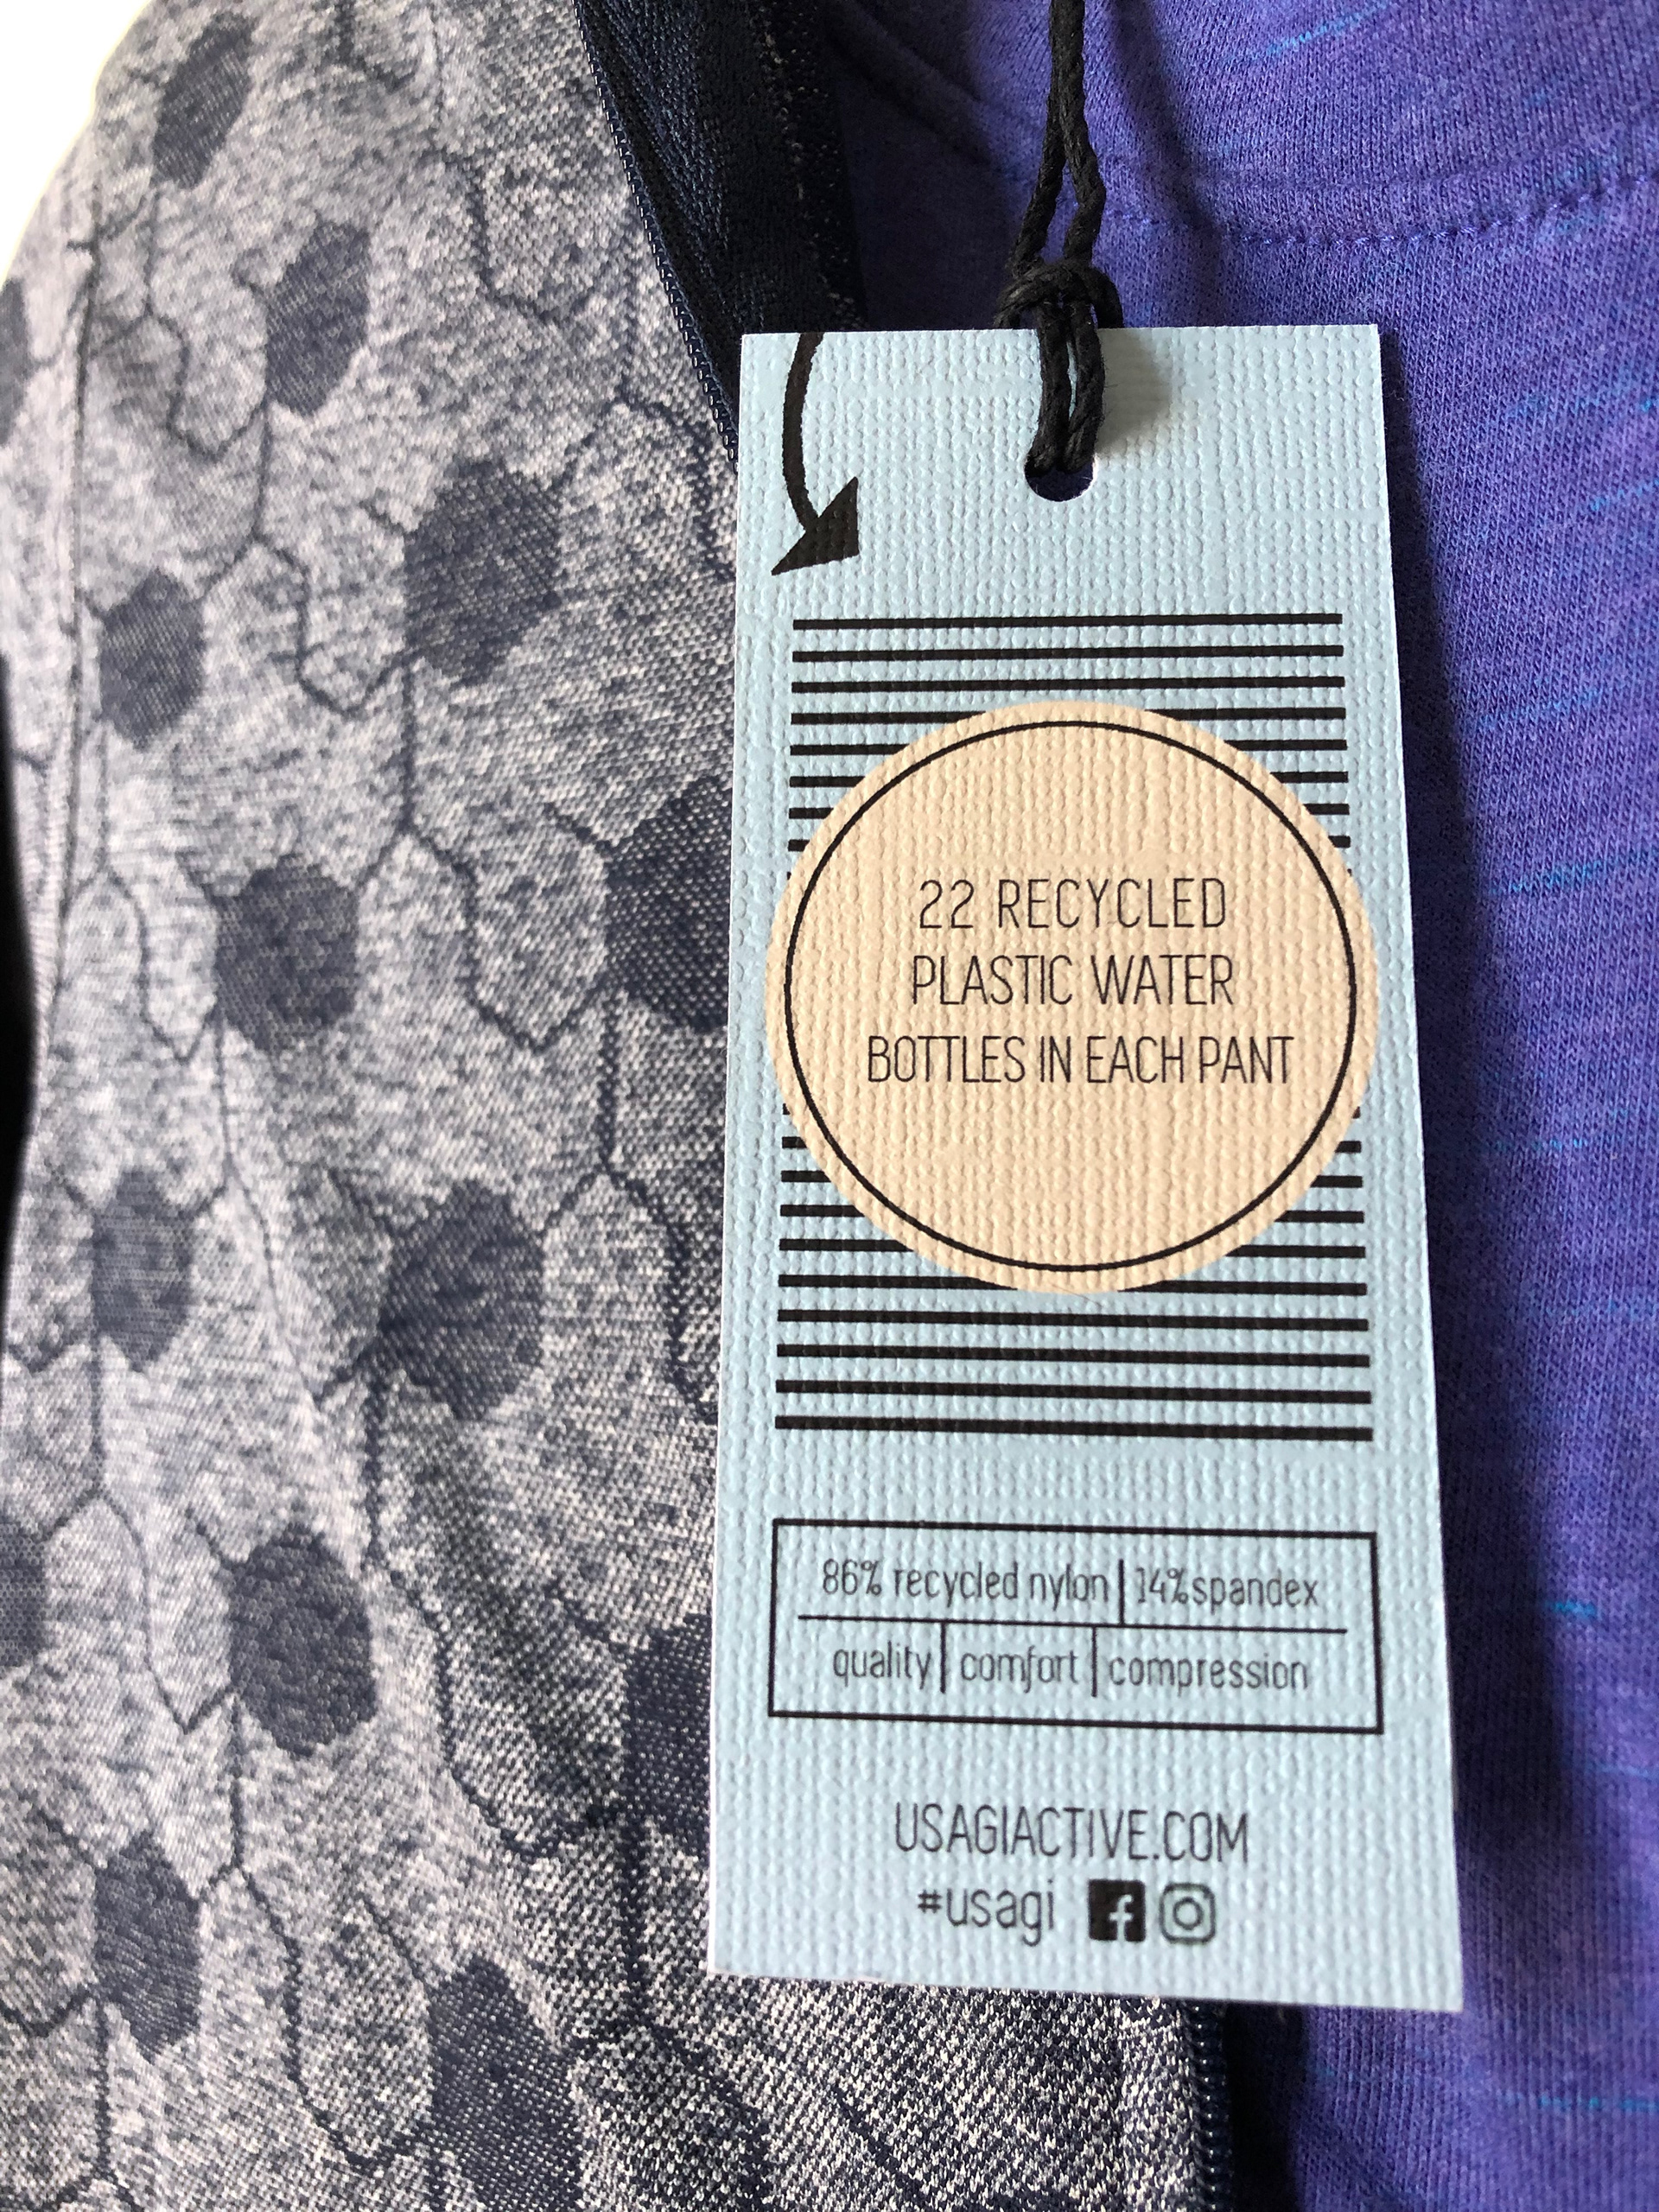 22 RECYCLED
PLASTIC WATER
BOTTLES IN EACH PANT
86% recycled nylon | 14% spandex
quality | comfort | compression
USAGIACTIVE.COM
#usagi